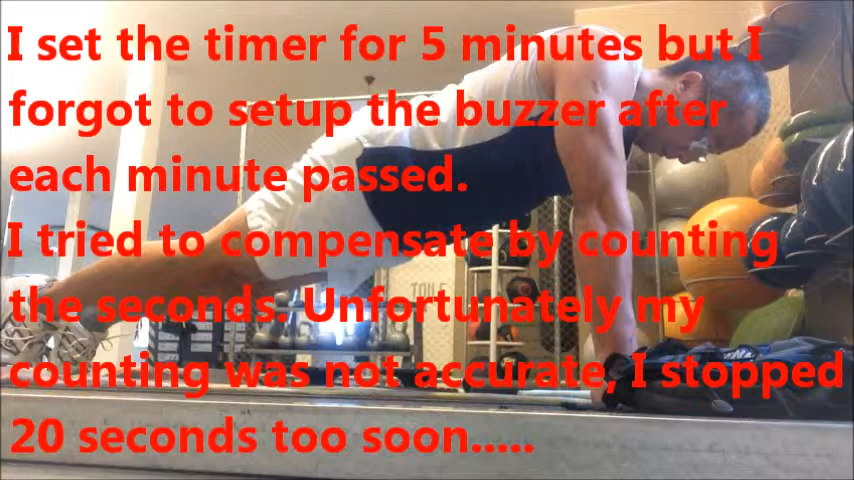 I set the timer for 5 minutes but I
forgot to setup the buzzer after
each minute passed.
I tried to compensate by counting
the seconds. Unfortunately my
counting was not accurate, I stopped
20 seconds too soon.....